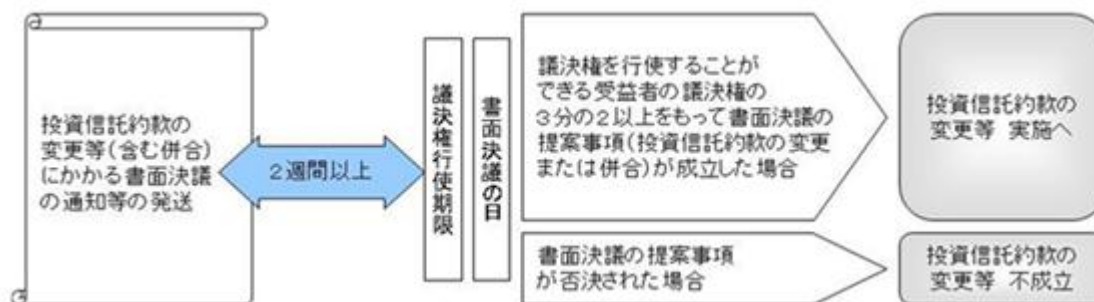 投資信託約款の
変更等(含む併合)
にかかる書面決議
の通知等の発送
2週間以上
議決権行使期限
書面決議の日
議決権を行使することが
できる受益者の議決権の
3分の2以上をもって書面決議の
提案事項(投資信託約款の変更
または併合)が成立した場合
投資信託約款の
変更等 実施へ
書面決議の提案事項
が否決された場合
投資信託約款の
変更等 不成立